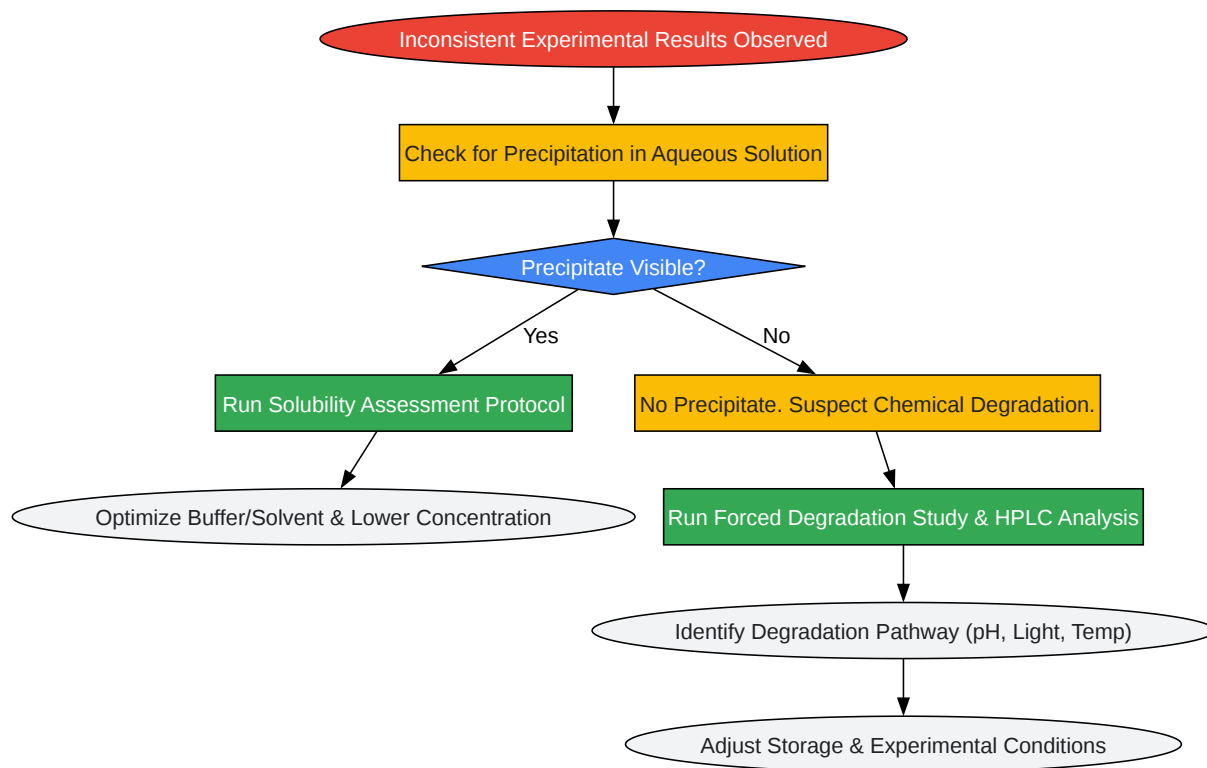 Inconsistent Experimental Results Observed
Check for Precipitation in Aqueous Solution
Precipitate Visible?
Yes
No
Run Solubility Assessment Protocol
No Precipitate. Suspect Chemical Degradation.
Optimize Buffer/Solvent & Lower Concentration
Run Forced Degradation Study & HPLC Analysis
Identify Degradation Pathway (pH, Light, Temp)
Adjust Storage & Experimental Conditions